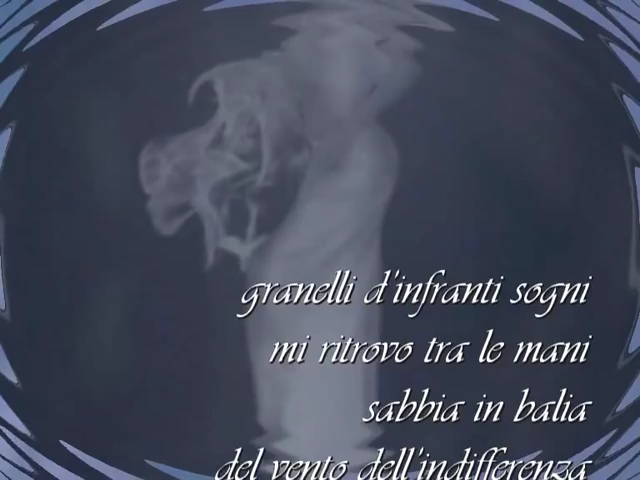 granelli d'infranti sogni
mi ritrovo tra le mani
sabbia in balia
del vento dell'indifferenza